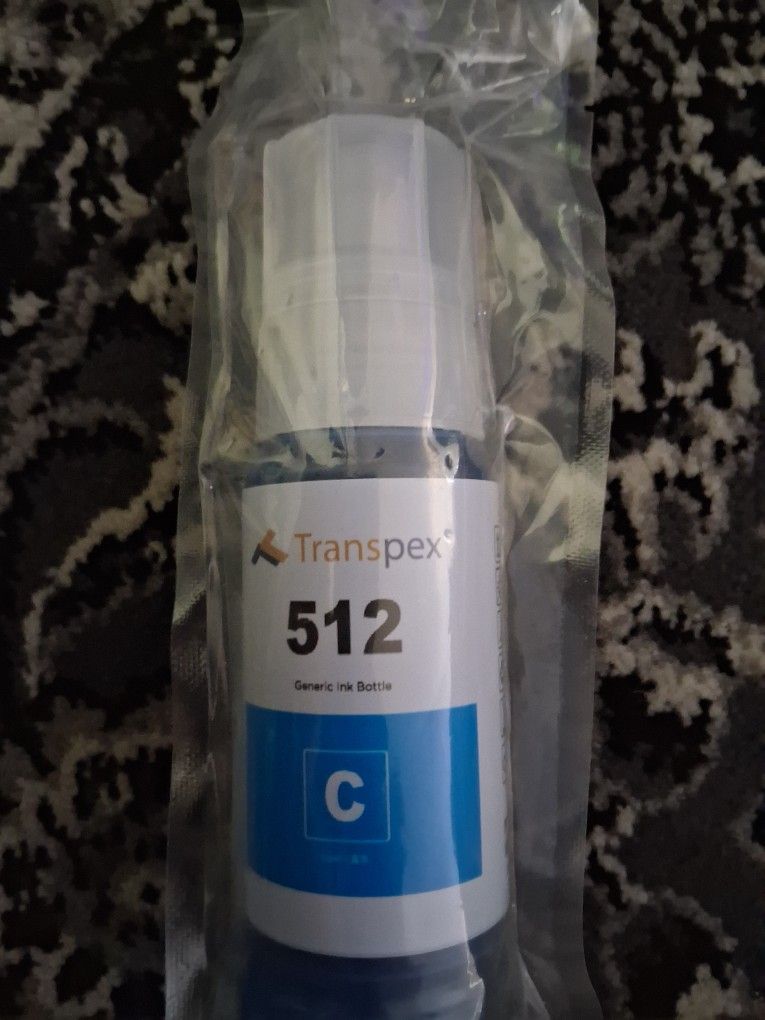 Transpex
512
Generic Ink Bottle
C